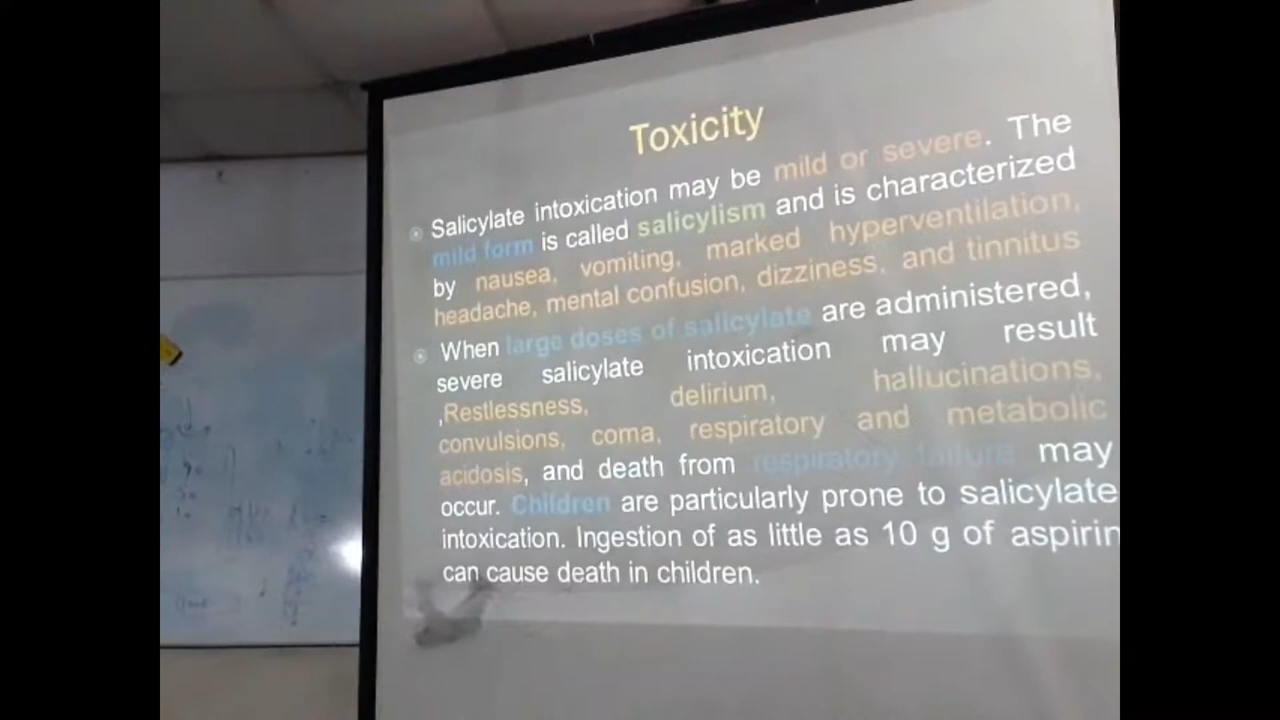 Toxicity
Salicylate intoxication may be mild or severe. The
mild form is called salicylism and is characterized
by nausea, vomiting, marked hyperventilation,
headache, mental confusion, dizziness, and tinnitus
When large doses of salicylate are administered,
severe salicylate intoxication may result
,Restlessness, delirium, hallucinations,
convulsions, coma, respiratory and metabolic
acidosis, and death from respiratory failure may
occur. Children are particularly prone to salicylate
intoxication. Ingestion of as little as 10 g of aspirin
can cause death in children.